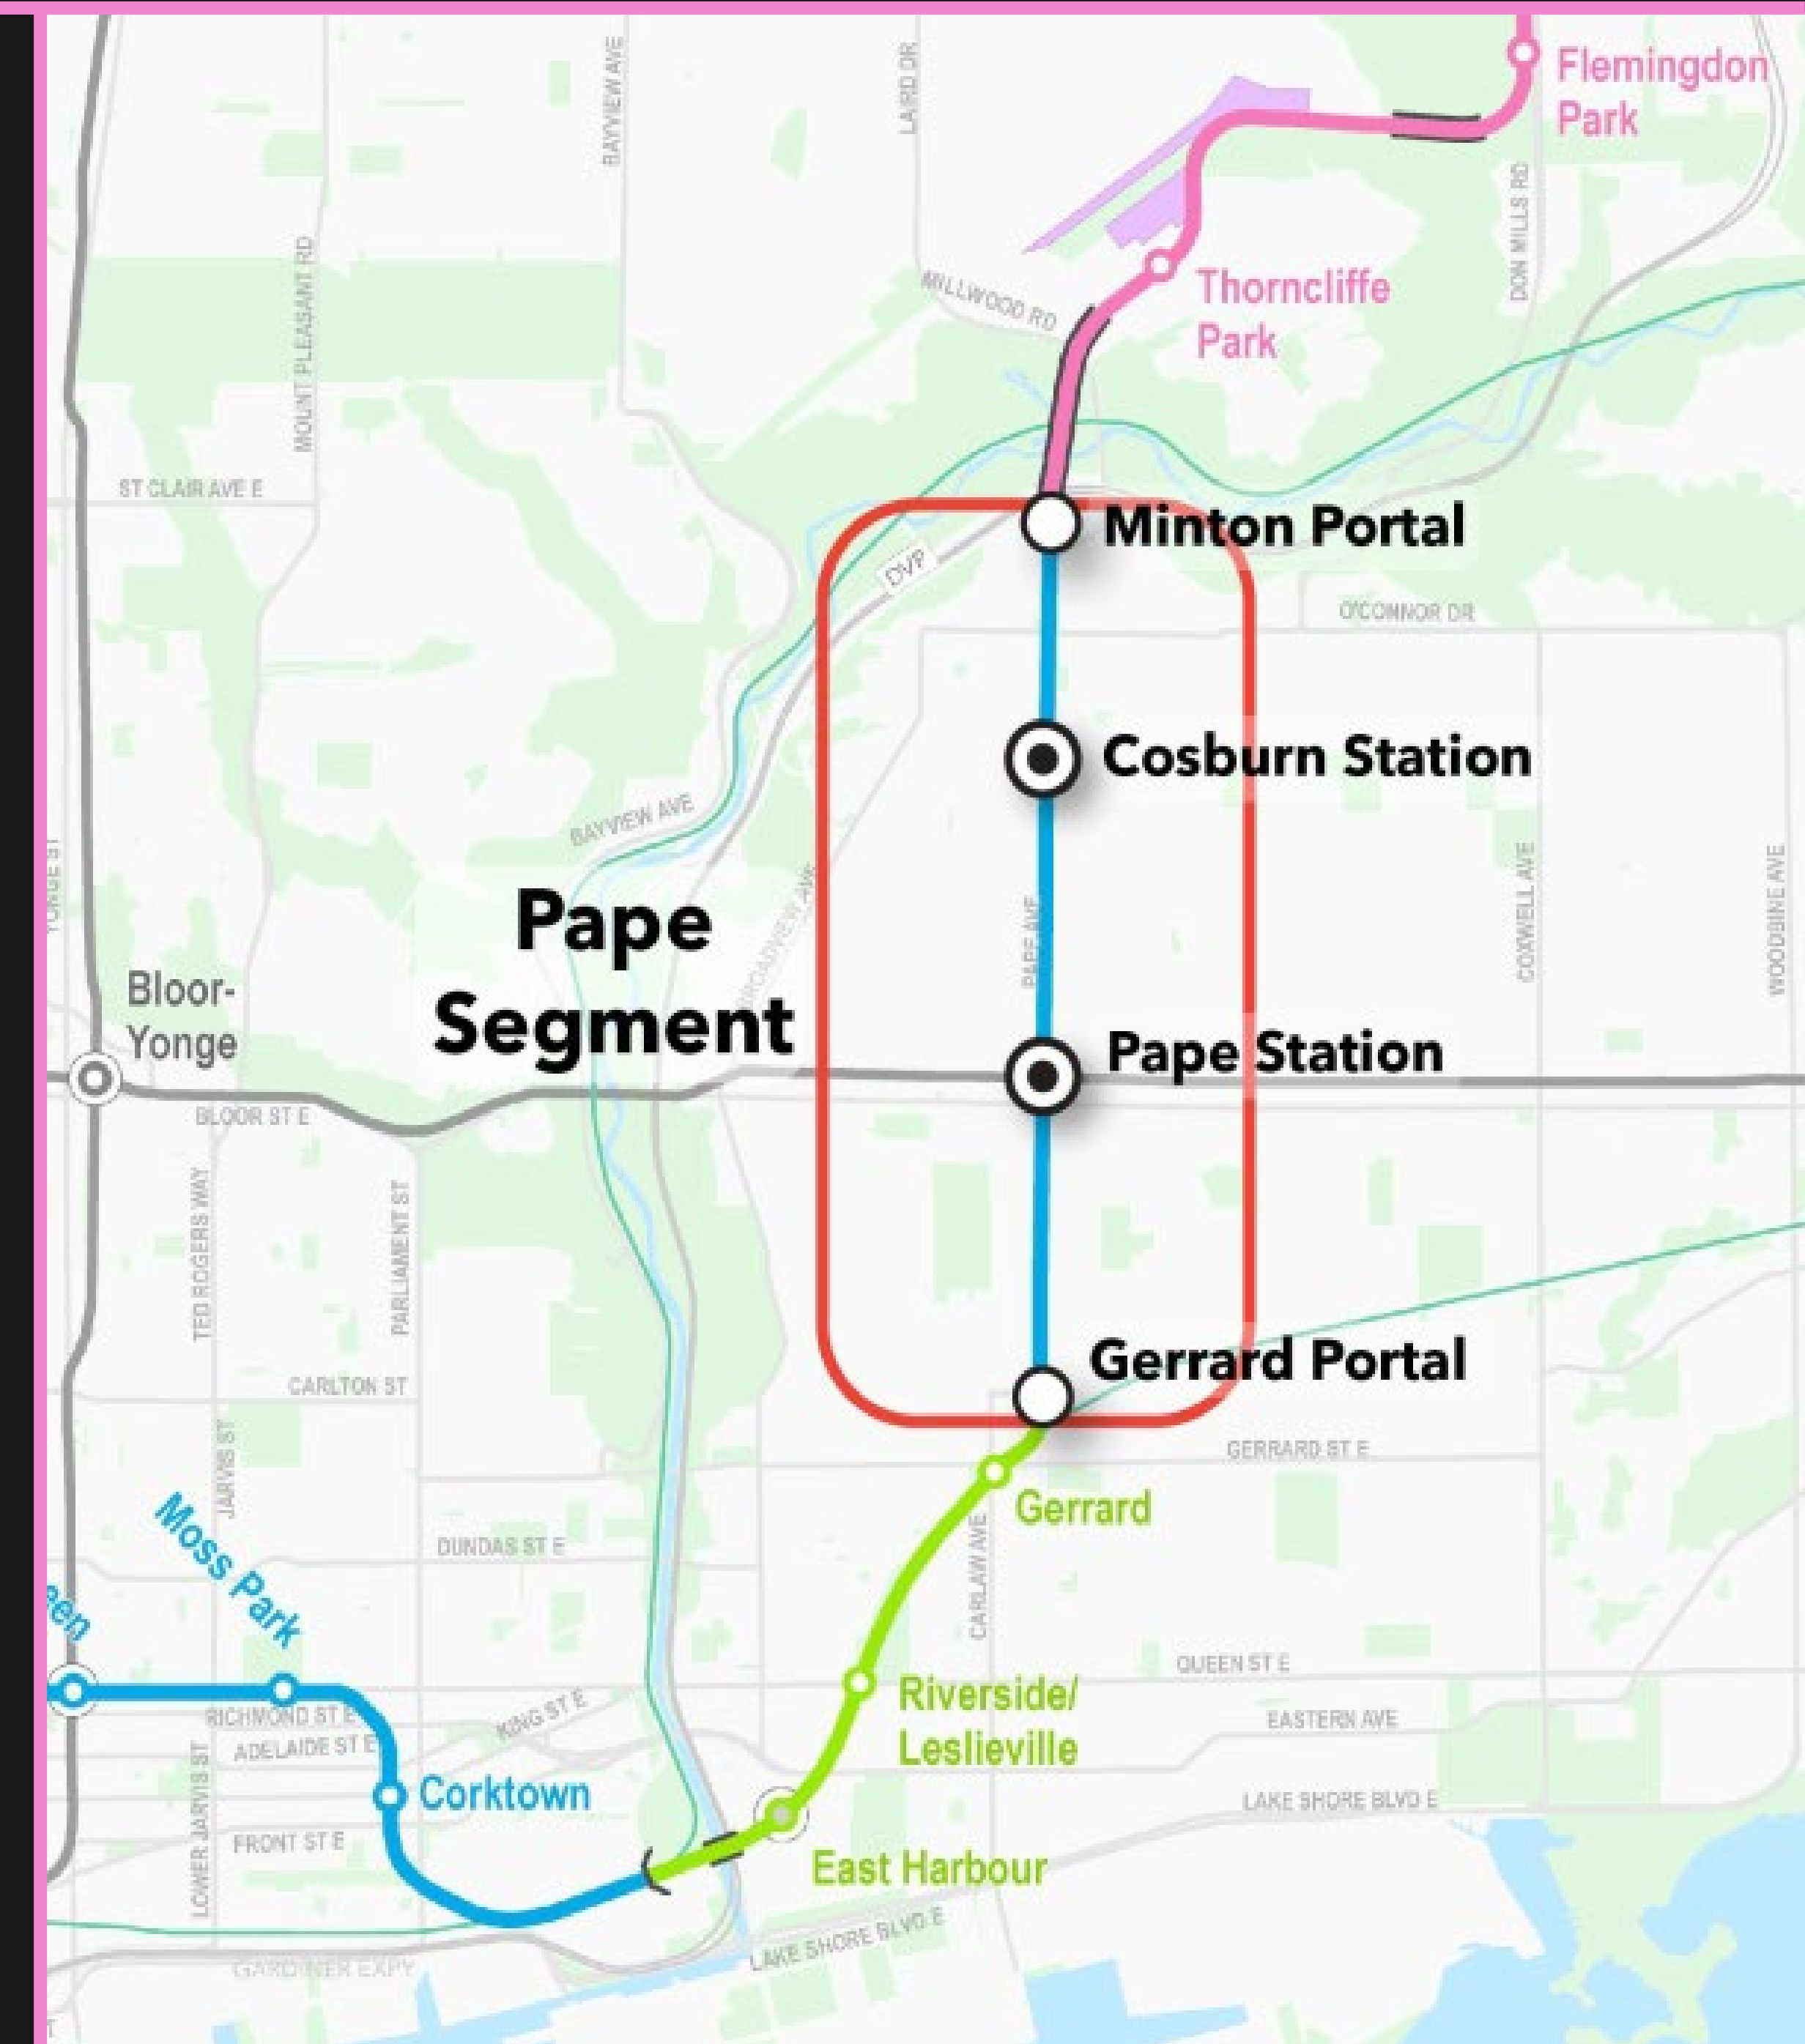 Flemingdon
Park
BAYVIEW AVE
LAIRD DR
DON MILLS RD
MOUNT PLEASANT RD
Thorncliffe
Park
MILLWOOD RD
ST CLAIR AVE E
Minton Portal
DVP
O'CONNOR DR
Cosburn Station
BAYVIEW AVE
YONGE ST
BROADVIEW AVE
PAPE AVE
COXWELL AVE
WOODBINE AVE
Pape
Segment
Bloor-
Yonge
Pape Station
BLOOR ST E
TED ROGERS WAY
PARLIAMENT ST
Gerrard Portal
CARLTON ST
JARVIS ST
GERRARD ST E
Gerrard
Moss Park
DUNDAS ST E
CARLAW AVE
een
QUEEN ST E
Riverside/
Leslieville
RICHMOND ST E
KING ST E
EASTERN AVE
ADELAIDE ST E
Corktown
LAKE SHORE BLVD E
LOWER JARVIS ST
FRONT ST E
East Harbour
LAKE SHORE BLVD E
GARDINER EXPY